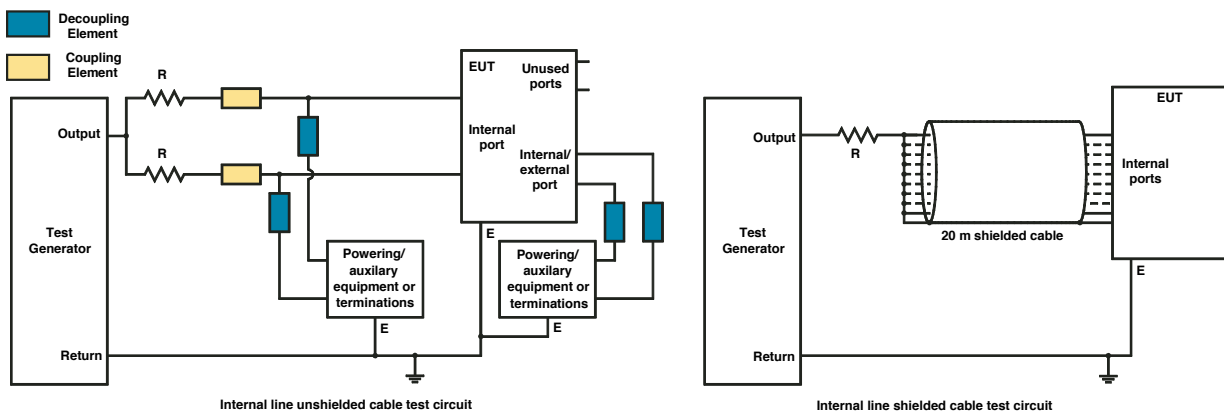 Decoupling
Element
Coupling
Element
R
R
Test
Generator
Output
Return
EUT
Unused
ports
Internal
port
Internal/
external
port
E
Powering/
auxilary
equipment or
terminations
E
Powering/
auxilary
equipment or
terminations
E
Internal line unshielded cable test circuit
Test
Generator
Output
Return
R
20 m shielded cable
EUT
Internal
ports
E
Internal line shielded cable test circuit